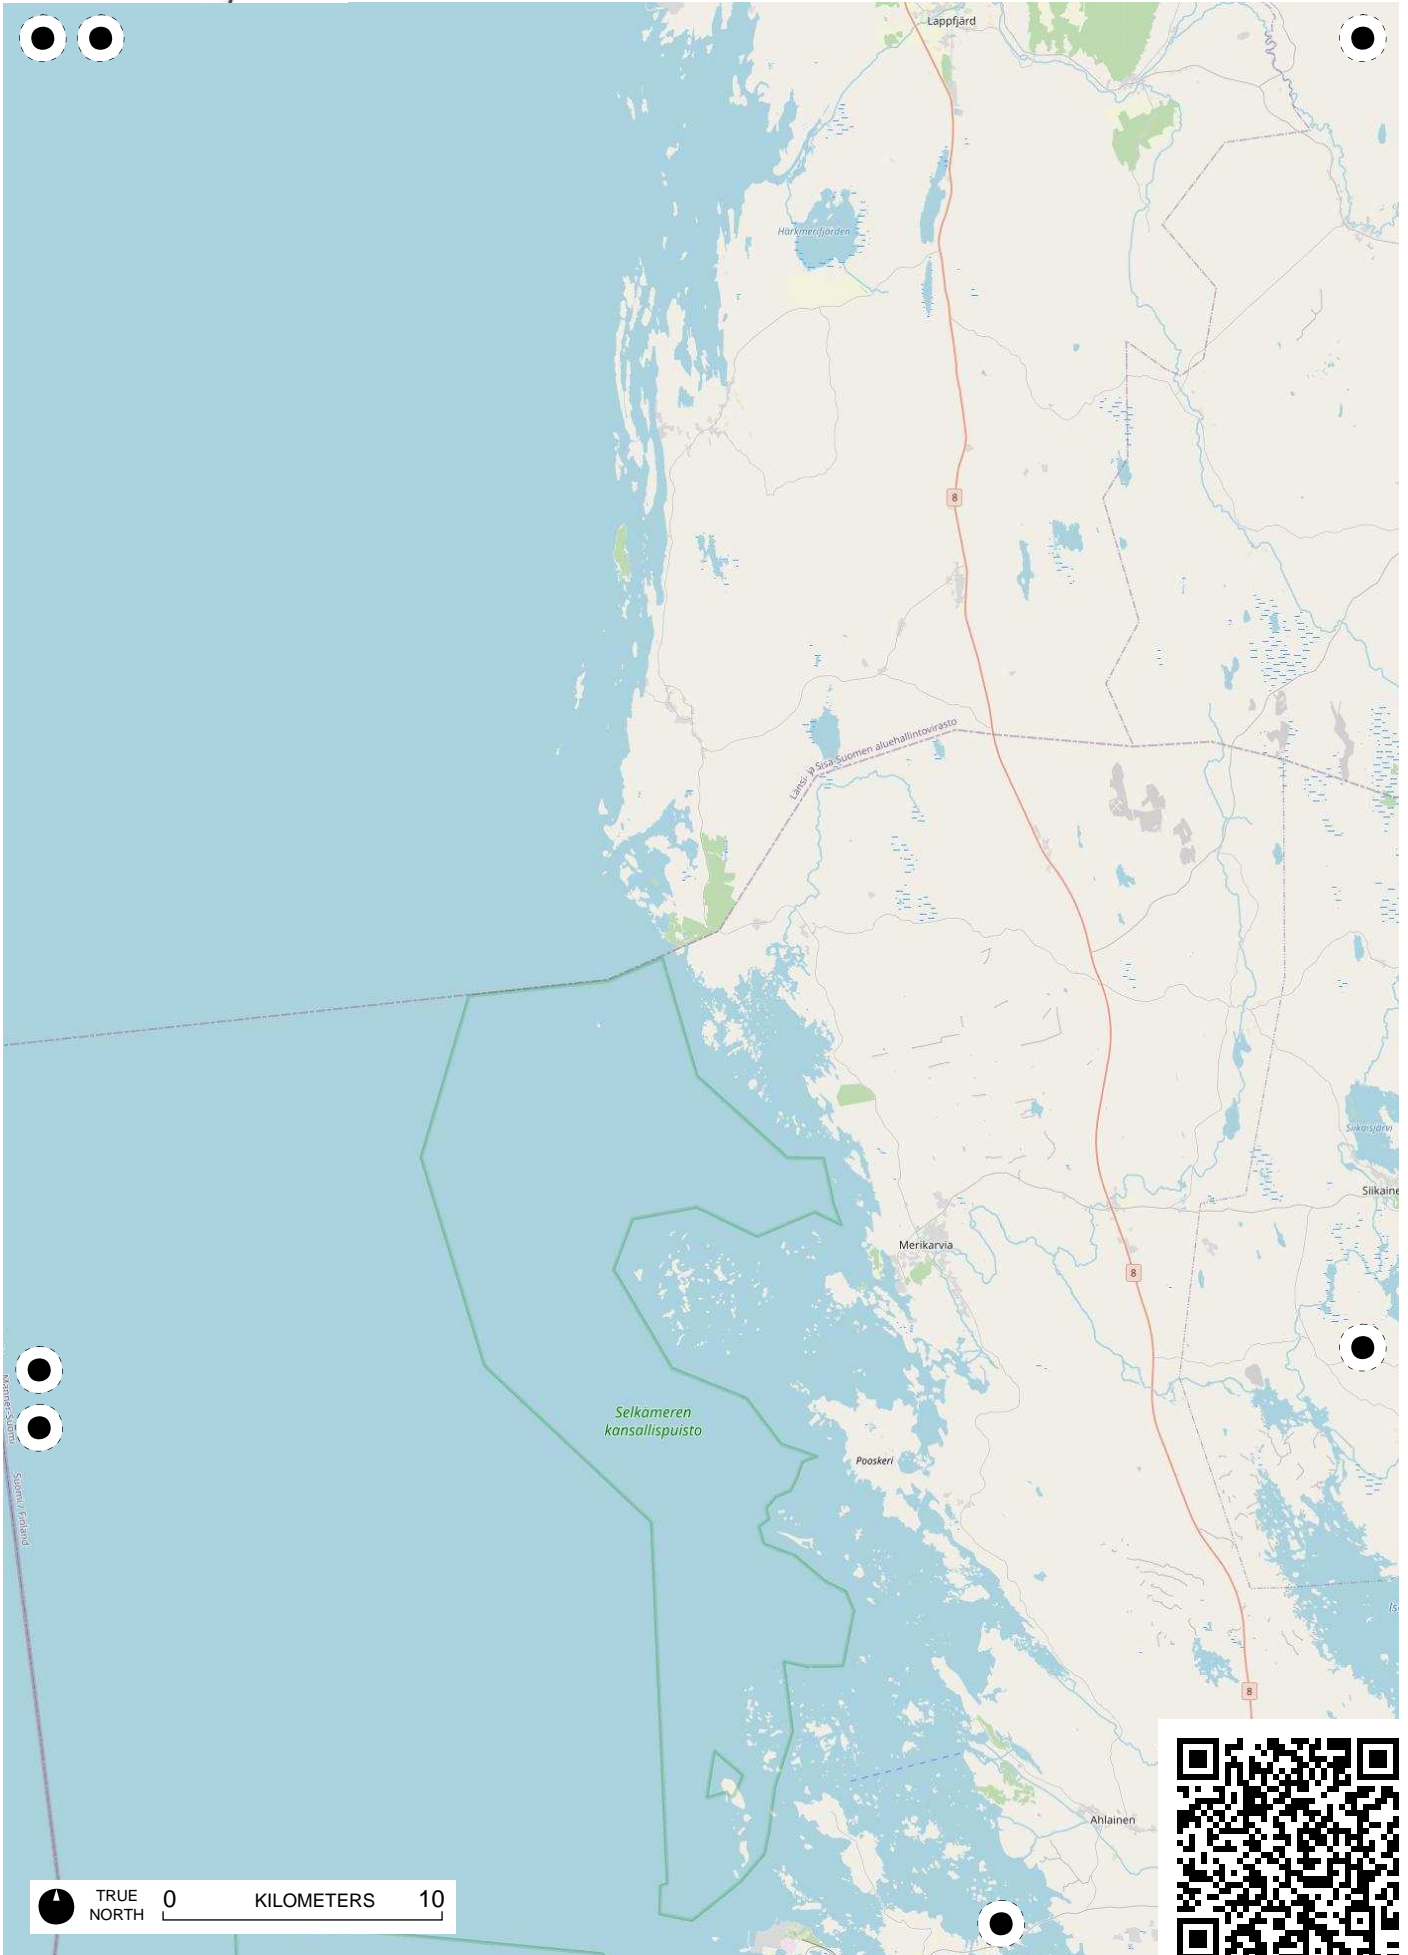 Lappfjärd
Härkmerifjärden
8
Länsi- ja Sisä-Suomen aluehallintovirasto
Siikaisjärvi
Siikaine
Merikarvia
8
Manner-Suomi
Selkämeren
kansallispuisto
Pooskeri
Suomi / Finland
8
Ahlainen
TRUE
NORTH
0 KILOMETERS 10